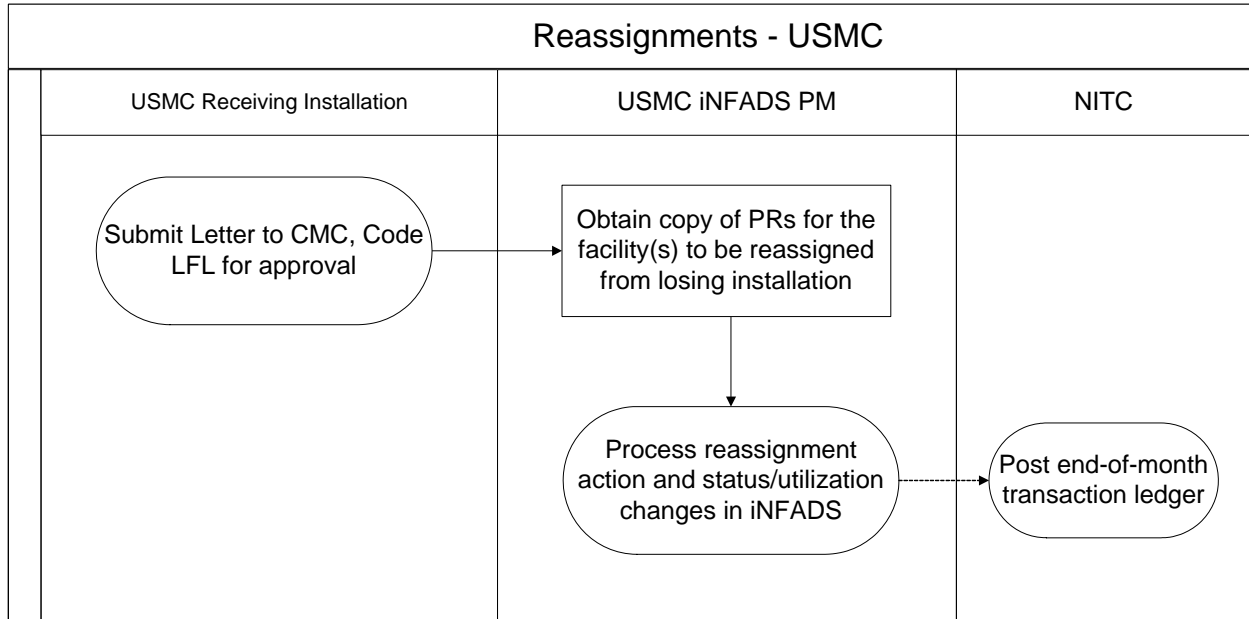 Reassignments - USMC
USMC Receiving Installation
USMC iNFADS PM
NITC
Submit Letter to CMC, Code
LFL for approval
Obtain copy of PRs for the
facility(s) to be reassigned
from losing installation
Process reassignment
action and status/utilization
changes in iNFADS
Post end-of-month
transaction ledger